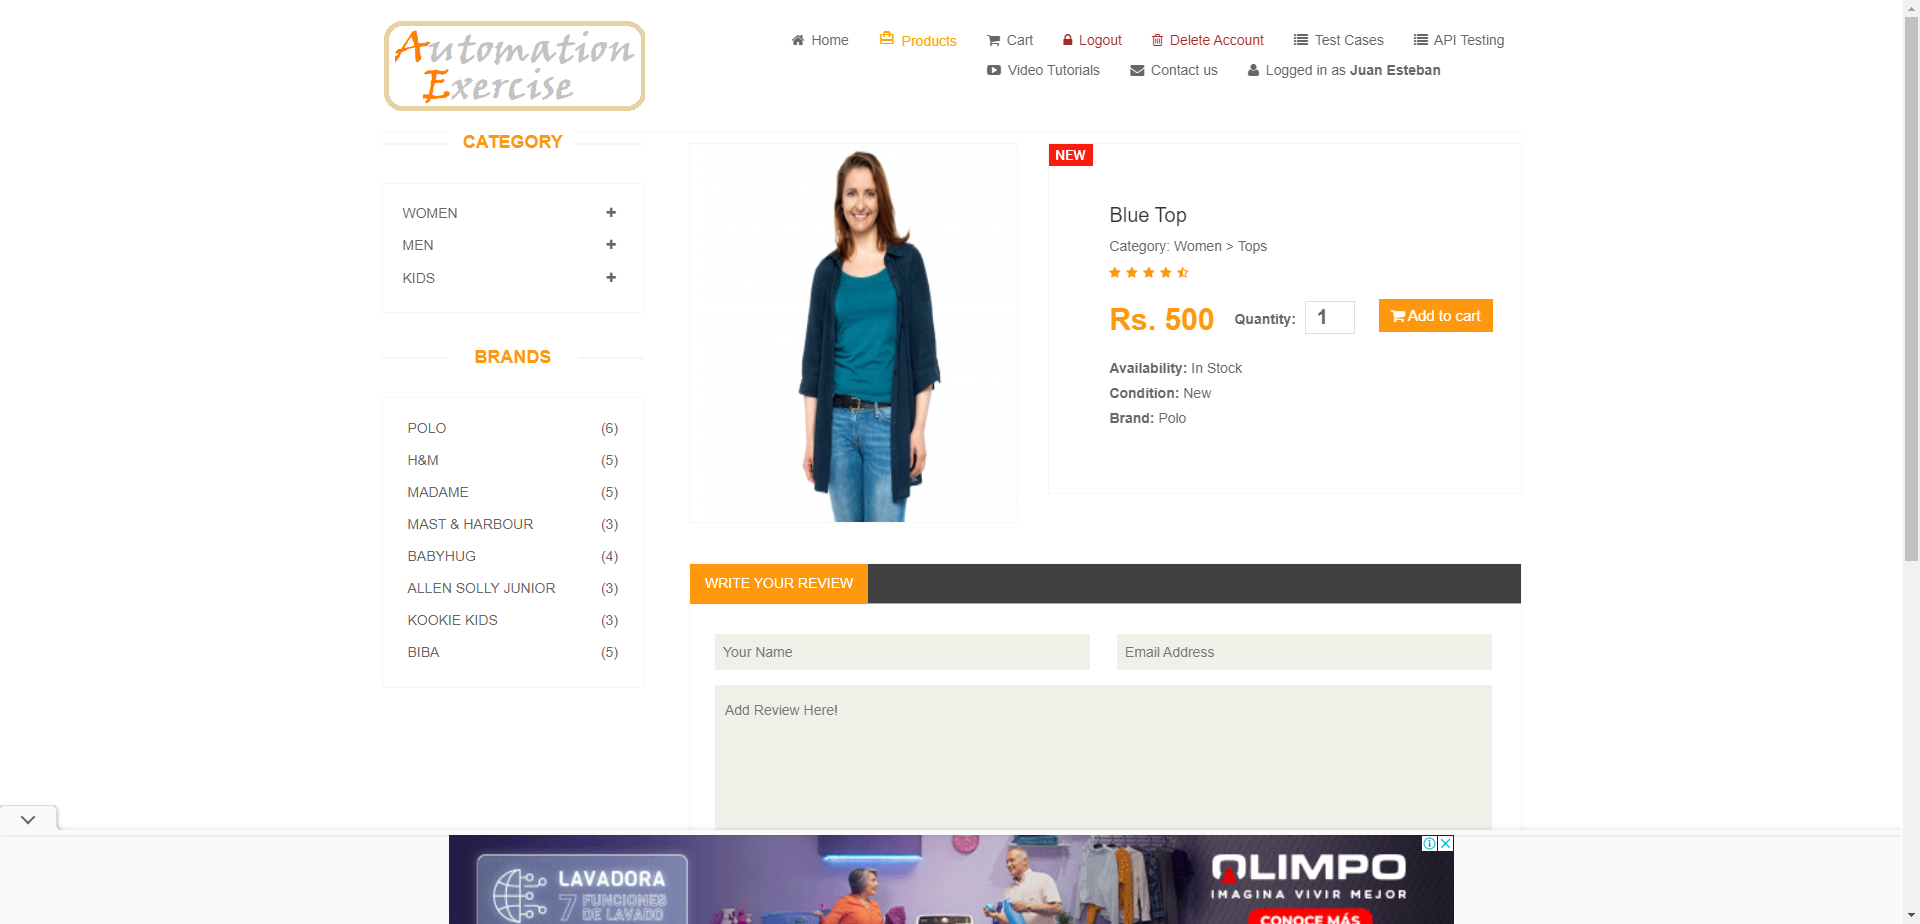 Automation
Exercise
Home
Products
Cart
Logout
Delete Account
Test Cases
API Testing
Video Tutorials
Contact us
Logged in as Juan Esteban
CATEGORY
WOMEN
MEN
KIDS
BRANDS
POLO (6)
H&M (5)
MADAME (5)
MAST & HARBOUR (3)
BABYHUG (4)
ALLEN SOLLY JUNIOR (3)
KOOKIE KIDS (3)
BIBA (5)
NEW
Blue Top
Category: Women > Tops
Rs. 500 Quantity: 1 Add to cart
Availability: In Stock
Condition: New
Brand: Polo
WRITE YOUR REVIEW
Your Name
Email Address
Add Review Here!
LAVADORA
7 FUNCIONES
DE LAVADO
OLIMPO
IMAGINA VIVIR MEJOR
CONOCE MÁS